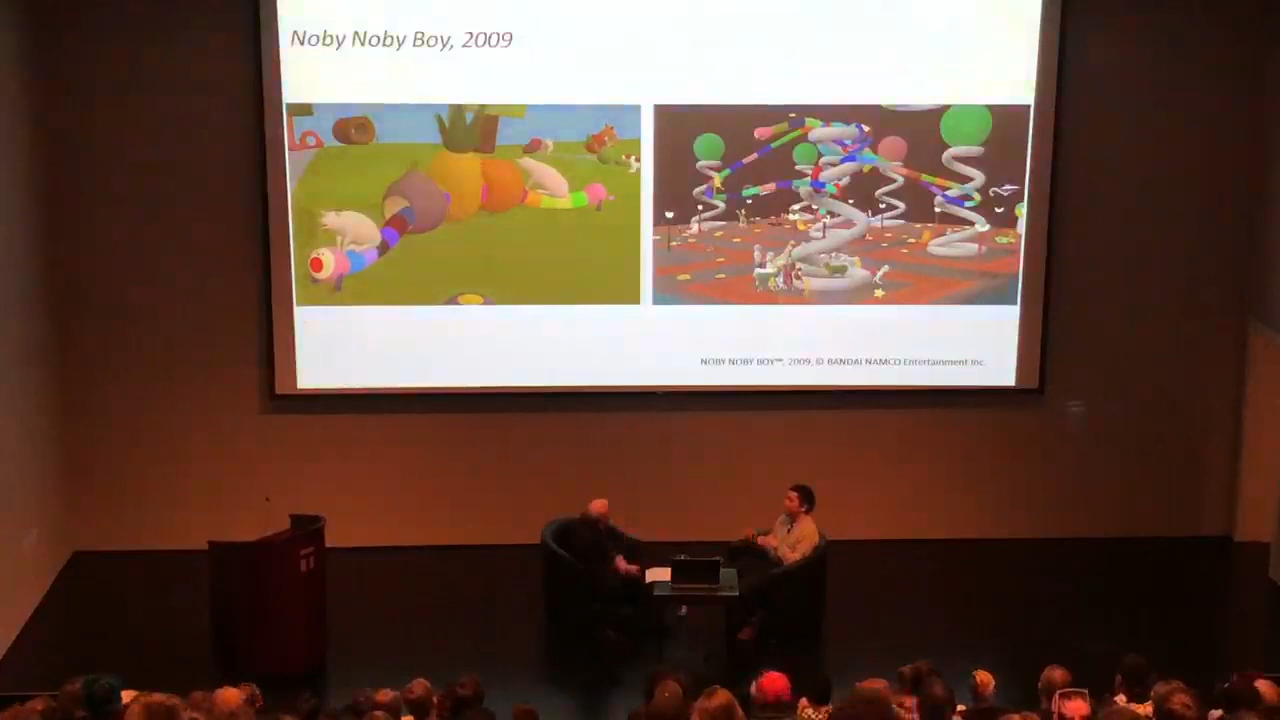 Noby Noby Boy, 2009
NOBY NOBY BOY™, 2009, © BANDAI NAMCO Entertainment Inc.